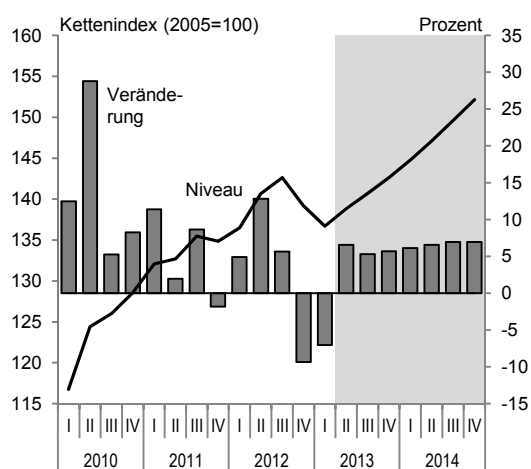 Kettenindex (2005=100) Prozent
160 35
155 30
150 25
145 20
140 15
135 10
130 5
125 0
120 -5
115 -10
-15
Verände-
rung
Niveau
I II III IV I II III IV I II III IV I II III IV I II III IV
2010 2011 2012 2013 2014